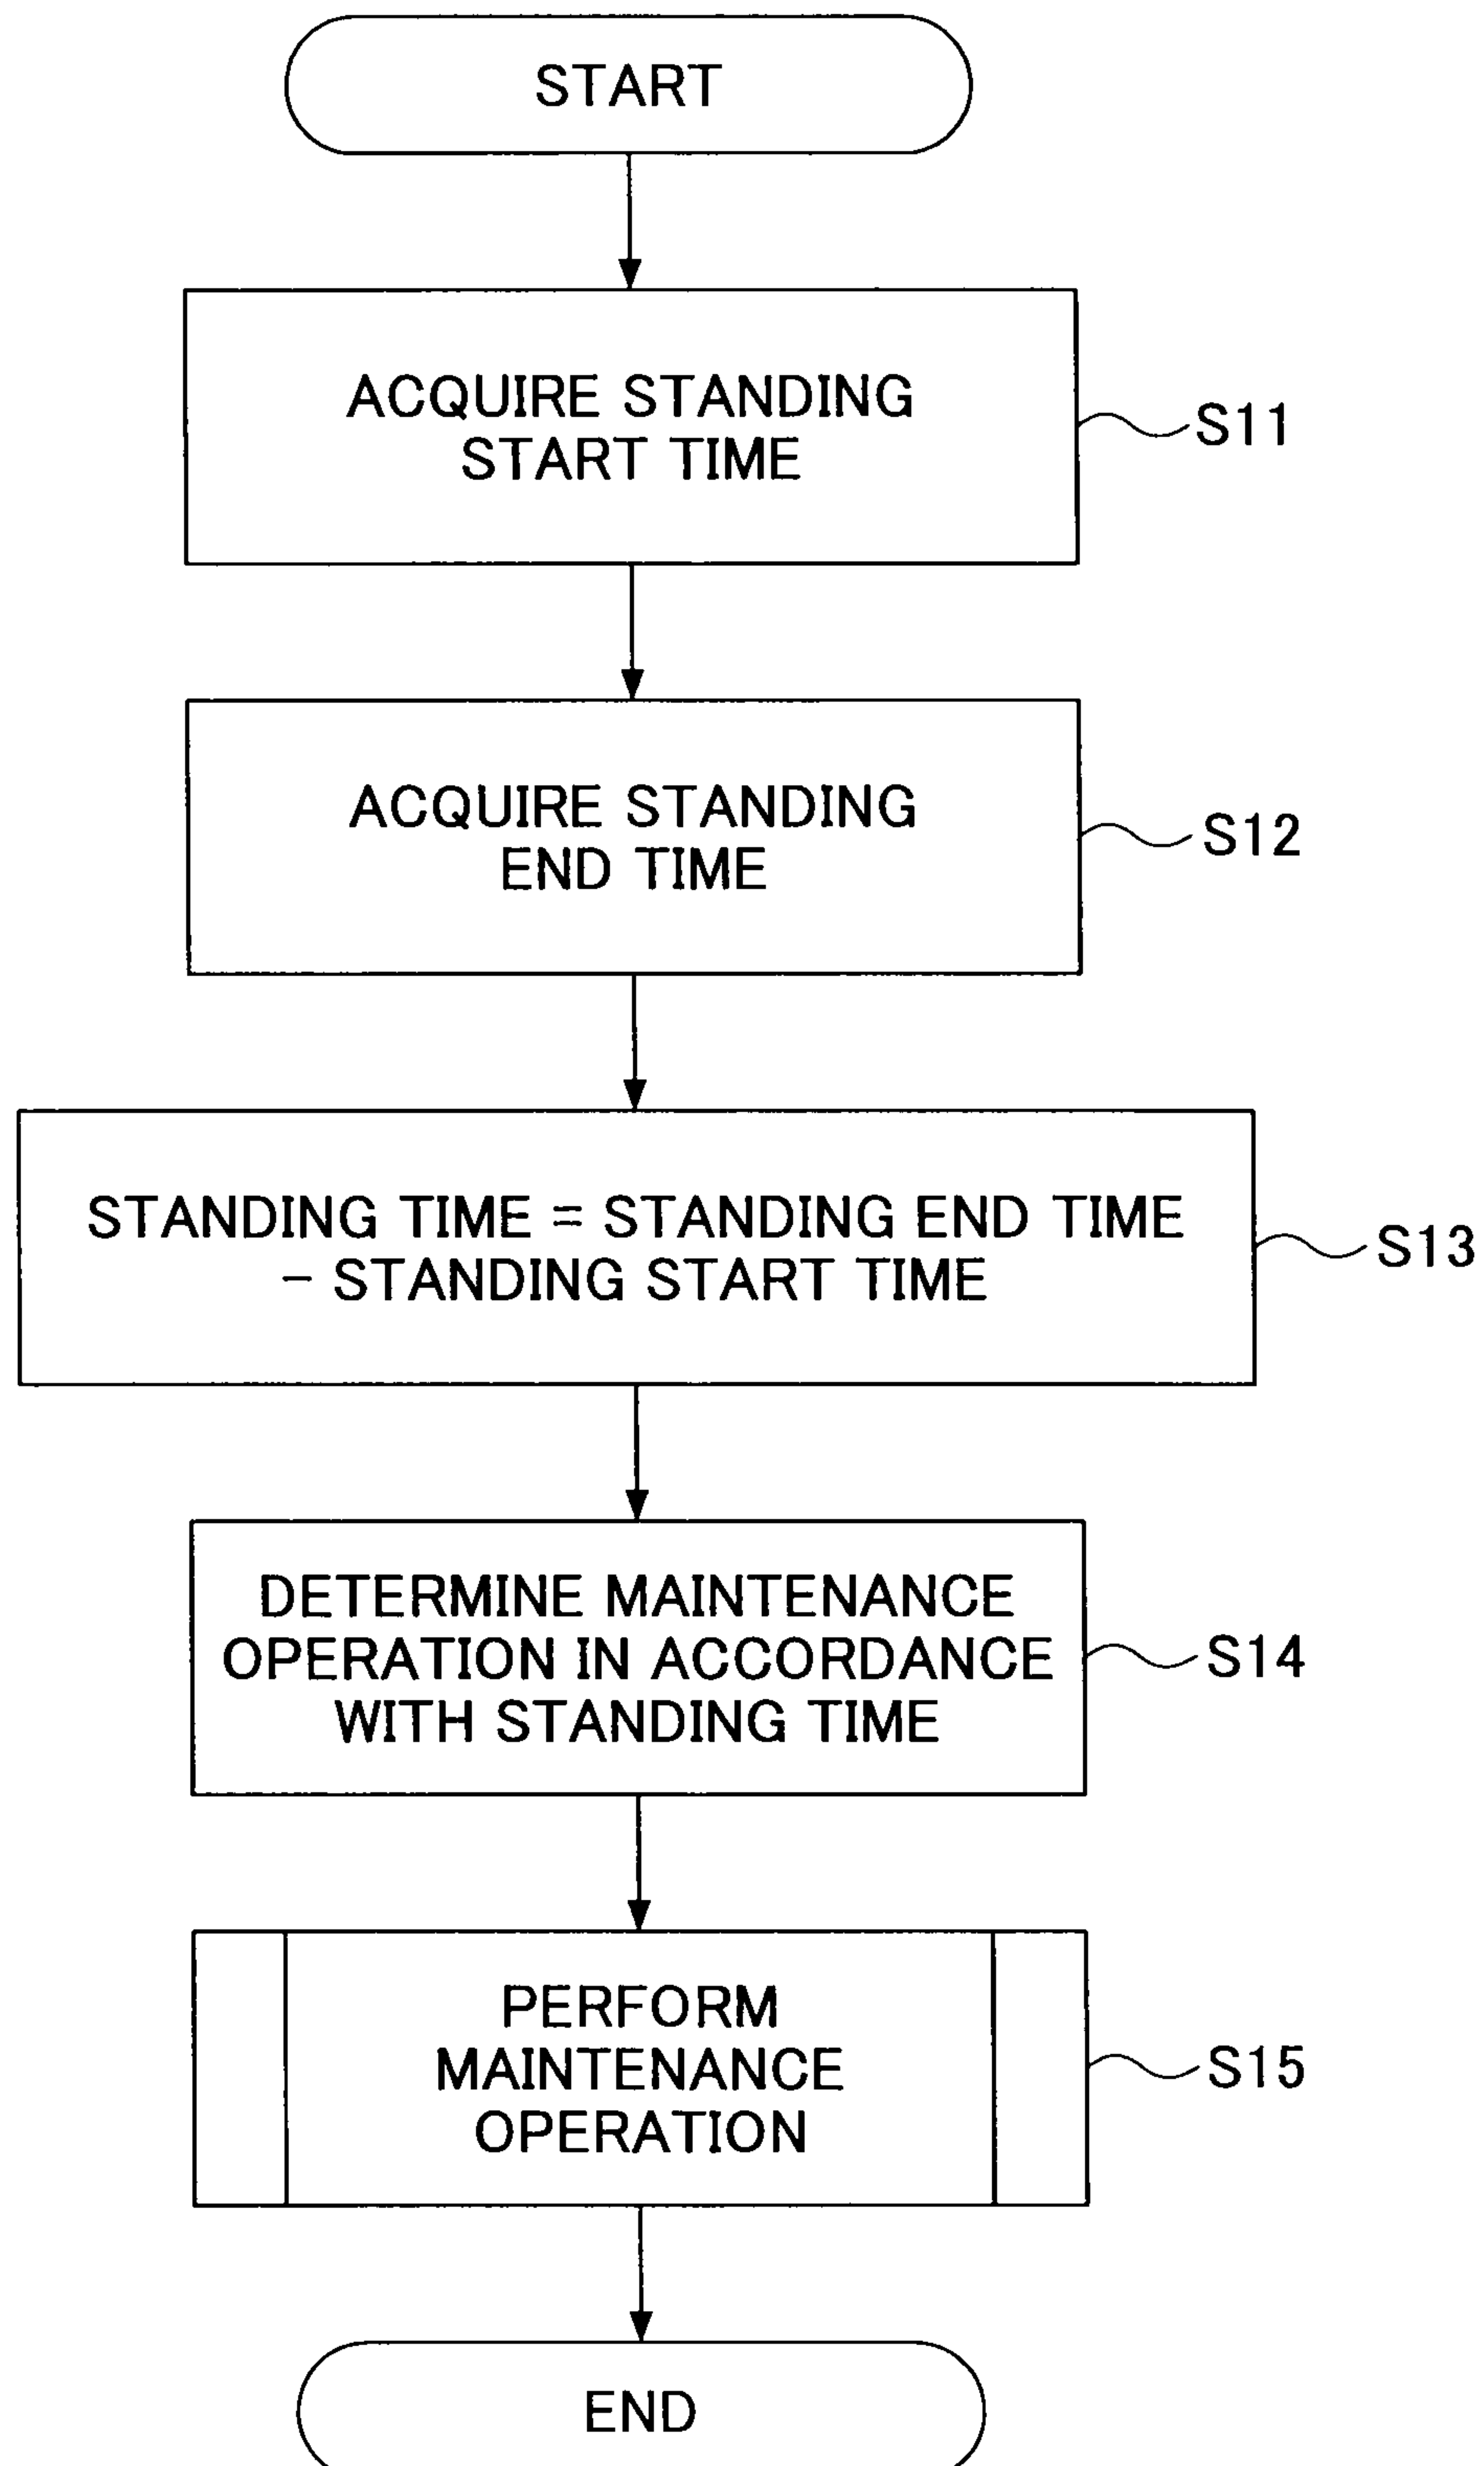 START
ACQUIRE STANDING
START TIME
S11
ACQUIRE STANDING
END TIME
S12
STANDING TIME = STANDING END TIME
− STANDING START TIME
S13
DETERMINE MAINTENANCE
OPERATION IN ACCORDANCE
WITH STANDING TIME
S14
PERFORM
MAINTENANCE
OPERATION
S15
END